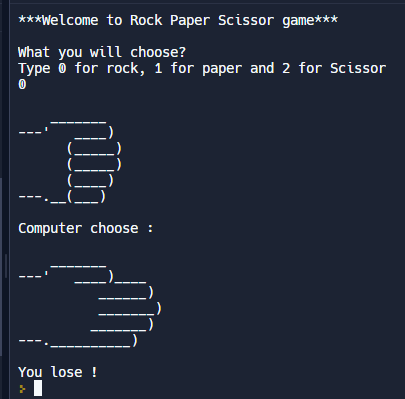 ***Welcome to Rock Paper Scissor game***
What you will choose?
Type 0 for rock, 1 for paper and 2 for Scissor
0
    _______
---'   ____)
      (_____)
      (_____)
      (____)
---.__(___)
Computer choose :
    _______
---'   ____)____
          ______)
          _______)
         _______)
---.__________)
You lose !